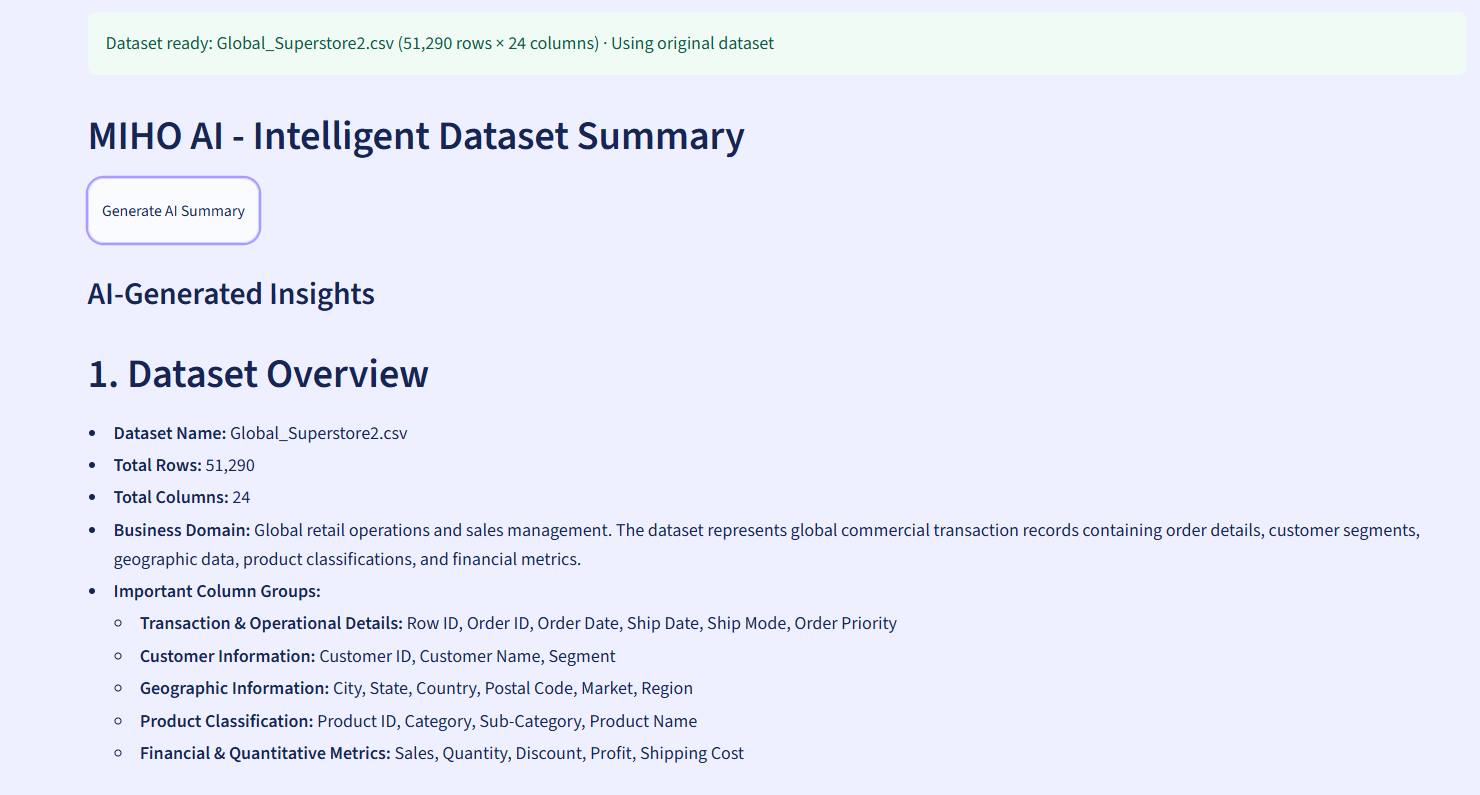 Dataset ready: Global_Superstore2.csv (51,290 rows × 24 columns) · Using original dataset
MIHO AI - Intelligent Dataset Summary
Generate AI Summary
AI-Generated Insights
1. Dataset Overview
• Dataset Name: Global_Superstore2.csv
• Total Rows: 51,290
• Total Columns: 24
• Business Domain: Global retail operations and sales management. The dataset represents global commercial transaction records containing order details, customer segments,
geographic data, product classifications, and financial metrics.
• Important Column Groups:
○ Transaction & Operational Details: Row ID, Order ID, Order Date, Ship Date, Ship Mode, Order Priority
○ Customer Information: Customer ID, Customer Name, Segment
○ Geographic Information: City, State, Country, Postal Code, Market, Region
○ Product Classification: Product ID, Category, Sub-Category, Product Name
○ Financial & Quantitative Metrics: Sales, Quantity, Discount, Profit, Shipping Cost